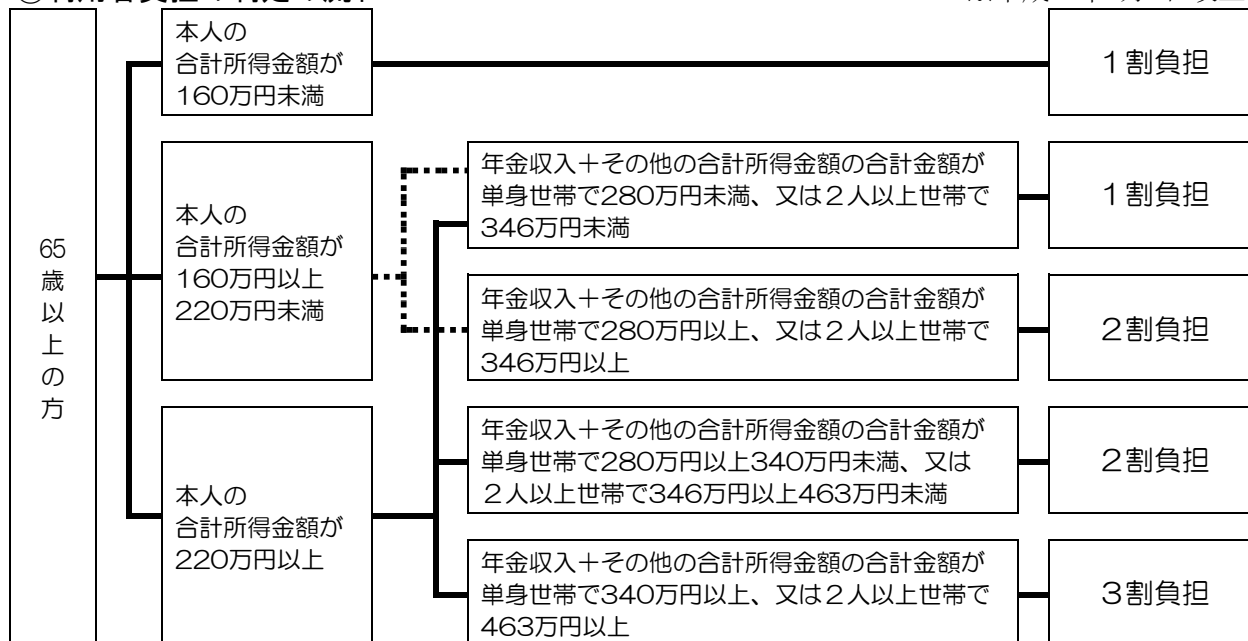 65
歳
以
上
の
方
本人の
合計所得金額が
160万円未満
1割負担
本人の
合計所得金額が
160万円以上
220万円未満
年金収入+その他の合計所得金額の合計金額が
単身世帯で280万円未満、又は2人以上世帯で
346万円未満
1割負担
年金収入+その他の合計所得金額の合計金額が
単身世帯で280万円以上、又は2人以上世帯で
346万円以上
2割負担
本人の
合計所得金額が
220万円以上
年金収入+その他の合計所得金額の合計金額が
単身世帯で280万円以上340万円未満、又は
2人以上世帯で346万円以上463万円未満
2割負担
年金収入+その他の合計所得金額の合計金額が
単身世帯で340万円以上、又は2人以上世帯で
463万円以上
3割負担